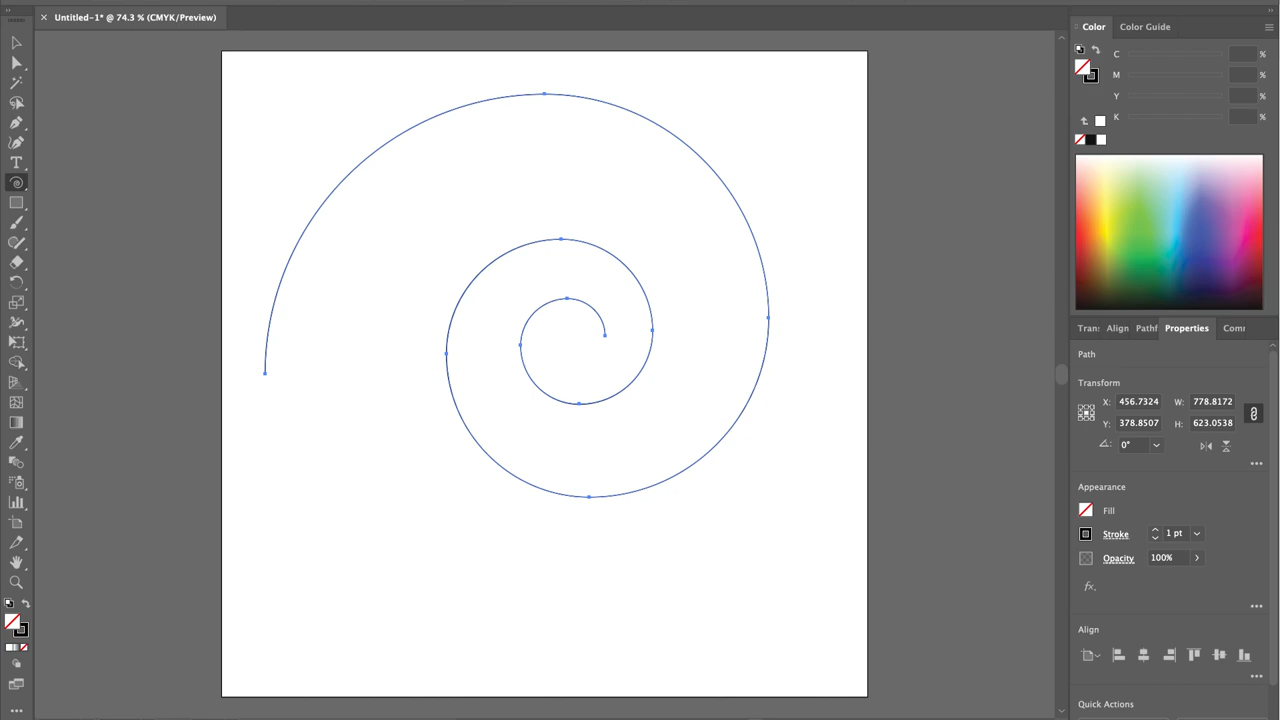 Untitled-1* @ 74.3 % (CMYK/Preview)
Color Color Guide
C %
M %
Y %
K %
Tran: Align Pathf Properties Comi
Path
Transform
X: 456.7324 W: 778.8172
Y: 378.8507 H: 623.0538
0°
Appearance
Fill
Stroke 1 pt
Opacity 100%
fx.
Align
Quick Actions